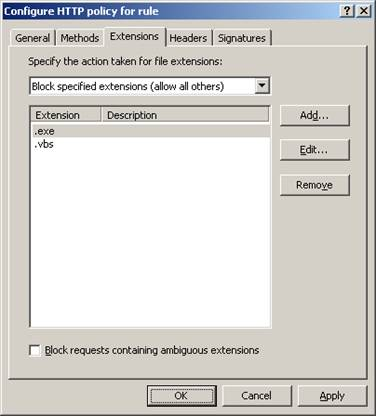 Configure HTTP policy for rule
General Methods Extensions Headers Signatures
Specify the action taken for file extensions:
Block specified extensions (allow all others)
Extension Description
.exe
.vbs
Add...
Edit...
Remove
Block requests containing ambiguous extensions
OK Cancel Apply